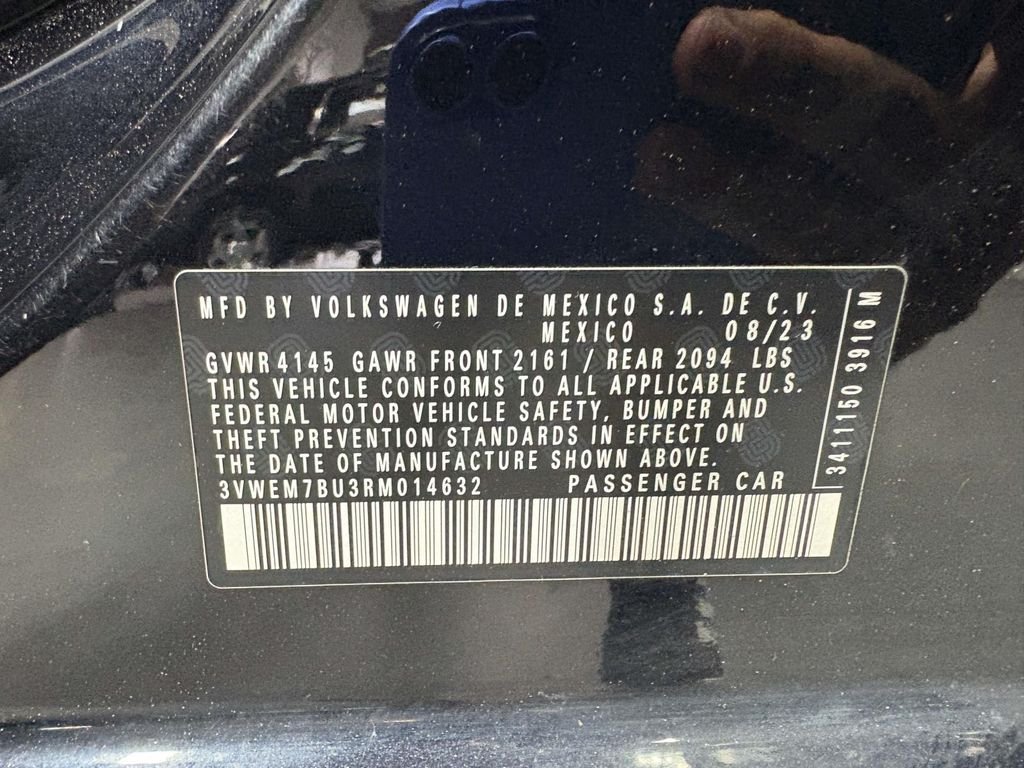 MFD BY VOLKSWAGEN DE MEXICO S.A. DE C.V.
MEXICO 08/23
GVWR 4145 GAWR FRONT 2161 / REAR 2094 LBS
THIS VEHICLE CONFORMS TO ALL APPLICABLE U.S.
FEDERAL MOTOR VEHICLE SAFETY, BUMPER AND
THEFT PREVENTION STANDARDS IN EFFECT ON
THE DATE OF MANUFACTURE SHOWN ABOVE.
3VWEM7BU3RM014632 PASSENGER CAR
3411150 3916 M